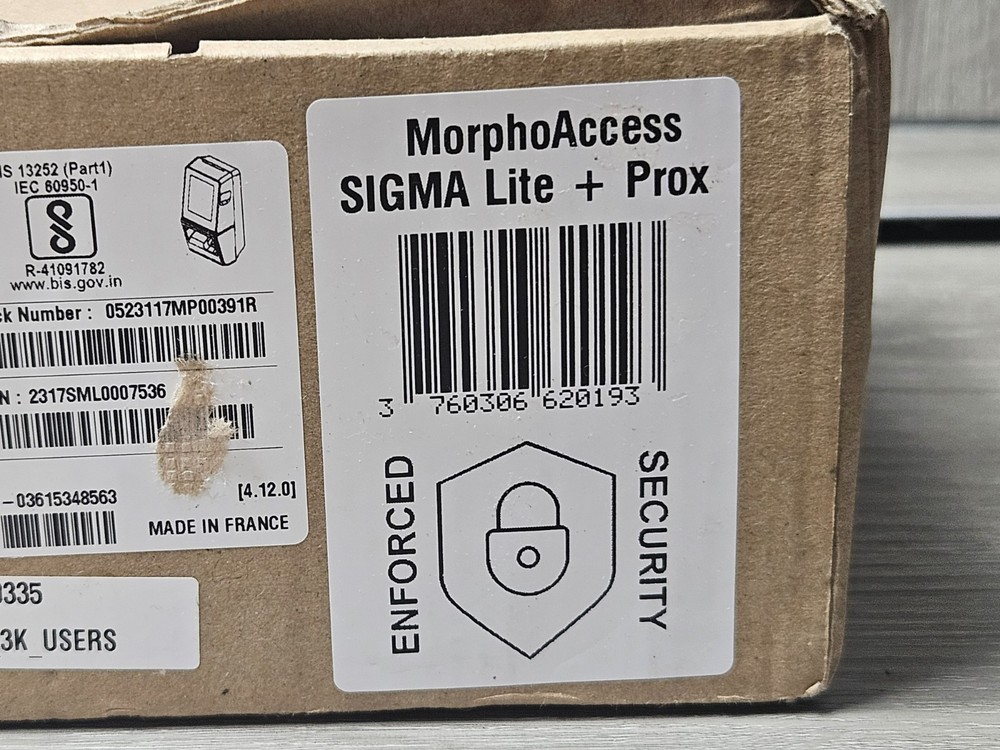 IS 13252 (Part1)
IEC 60950-1
R-41091782
www.bis.gov.in
ck Number : 0523117MP00391R
N : 2317SML0007536
-03615348563
[4.12.0]
MADE IN FRANCE
0335
3K_USERS
MorphoAccess
SIGMA Lite + Prox
3 760306 620193
ENFORCED
SECURITY